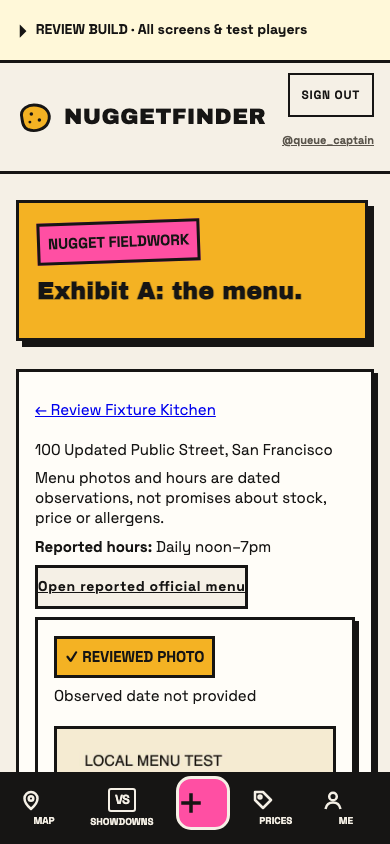 REVIEW BUILD · All screens & test players
NUGGETFINDER
SIGN OUT
@queue_captain
NUGGET FIELDWORK
Exhibit A: the menu.
← Review Fixture Kitchen
100 Updated Public Street, San Francisco
Menu photos and hours are dated
observations, not promises about stock,
price or allergens.
Reported hours: Daily noon–7pm
Open reported official menu
✓ REVIEWED PHOTO
Observed date not provided
LOCAL MENU TEST
MAP
VS
SHOWDOWNS
+
PRICES
ME